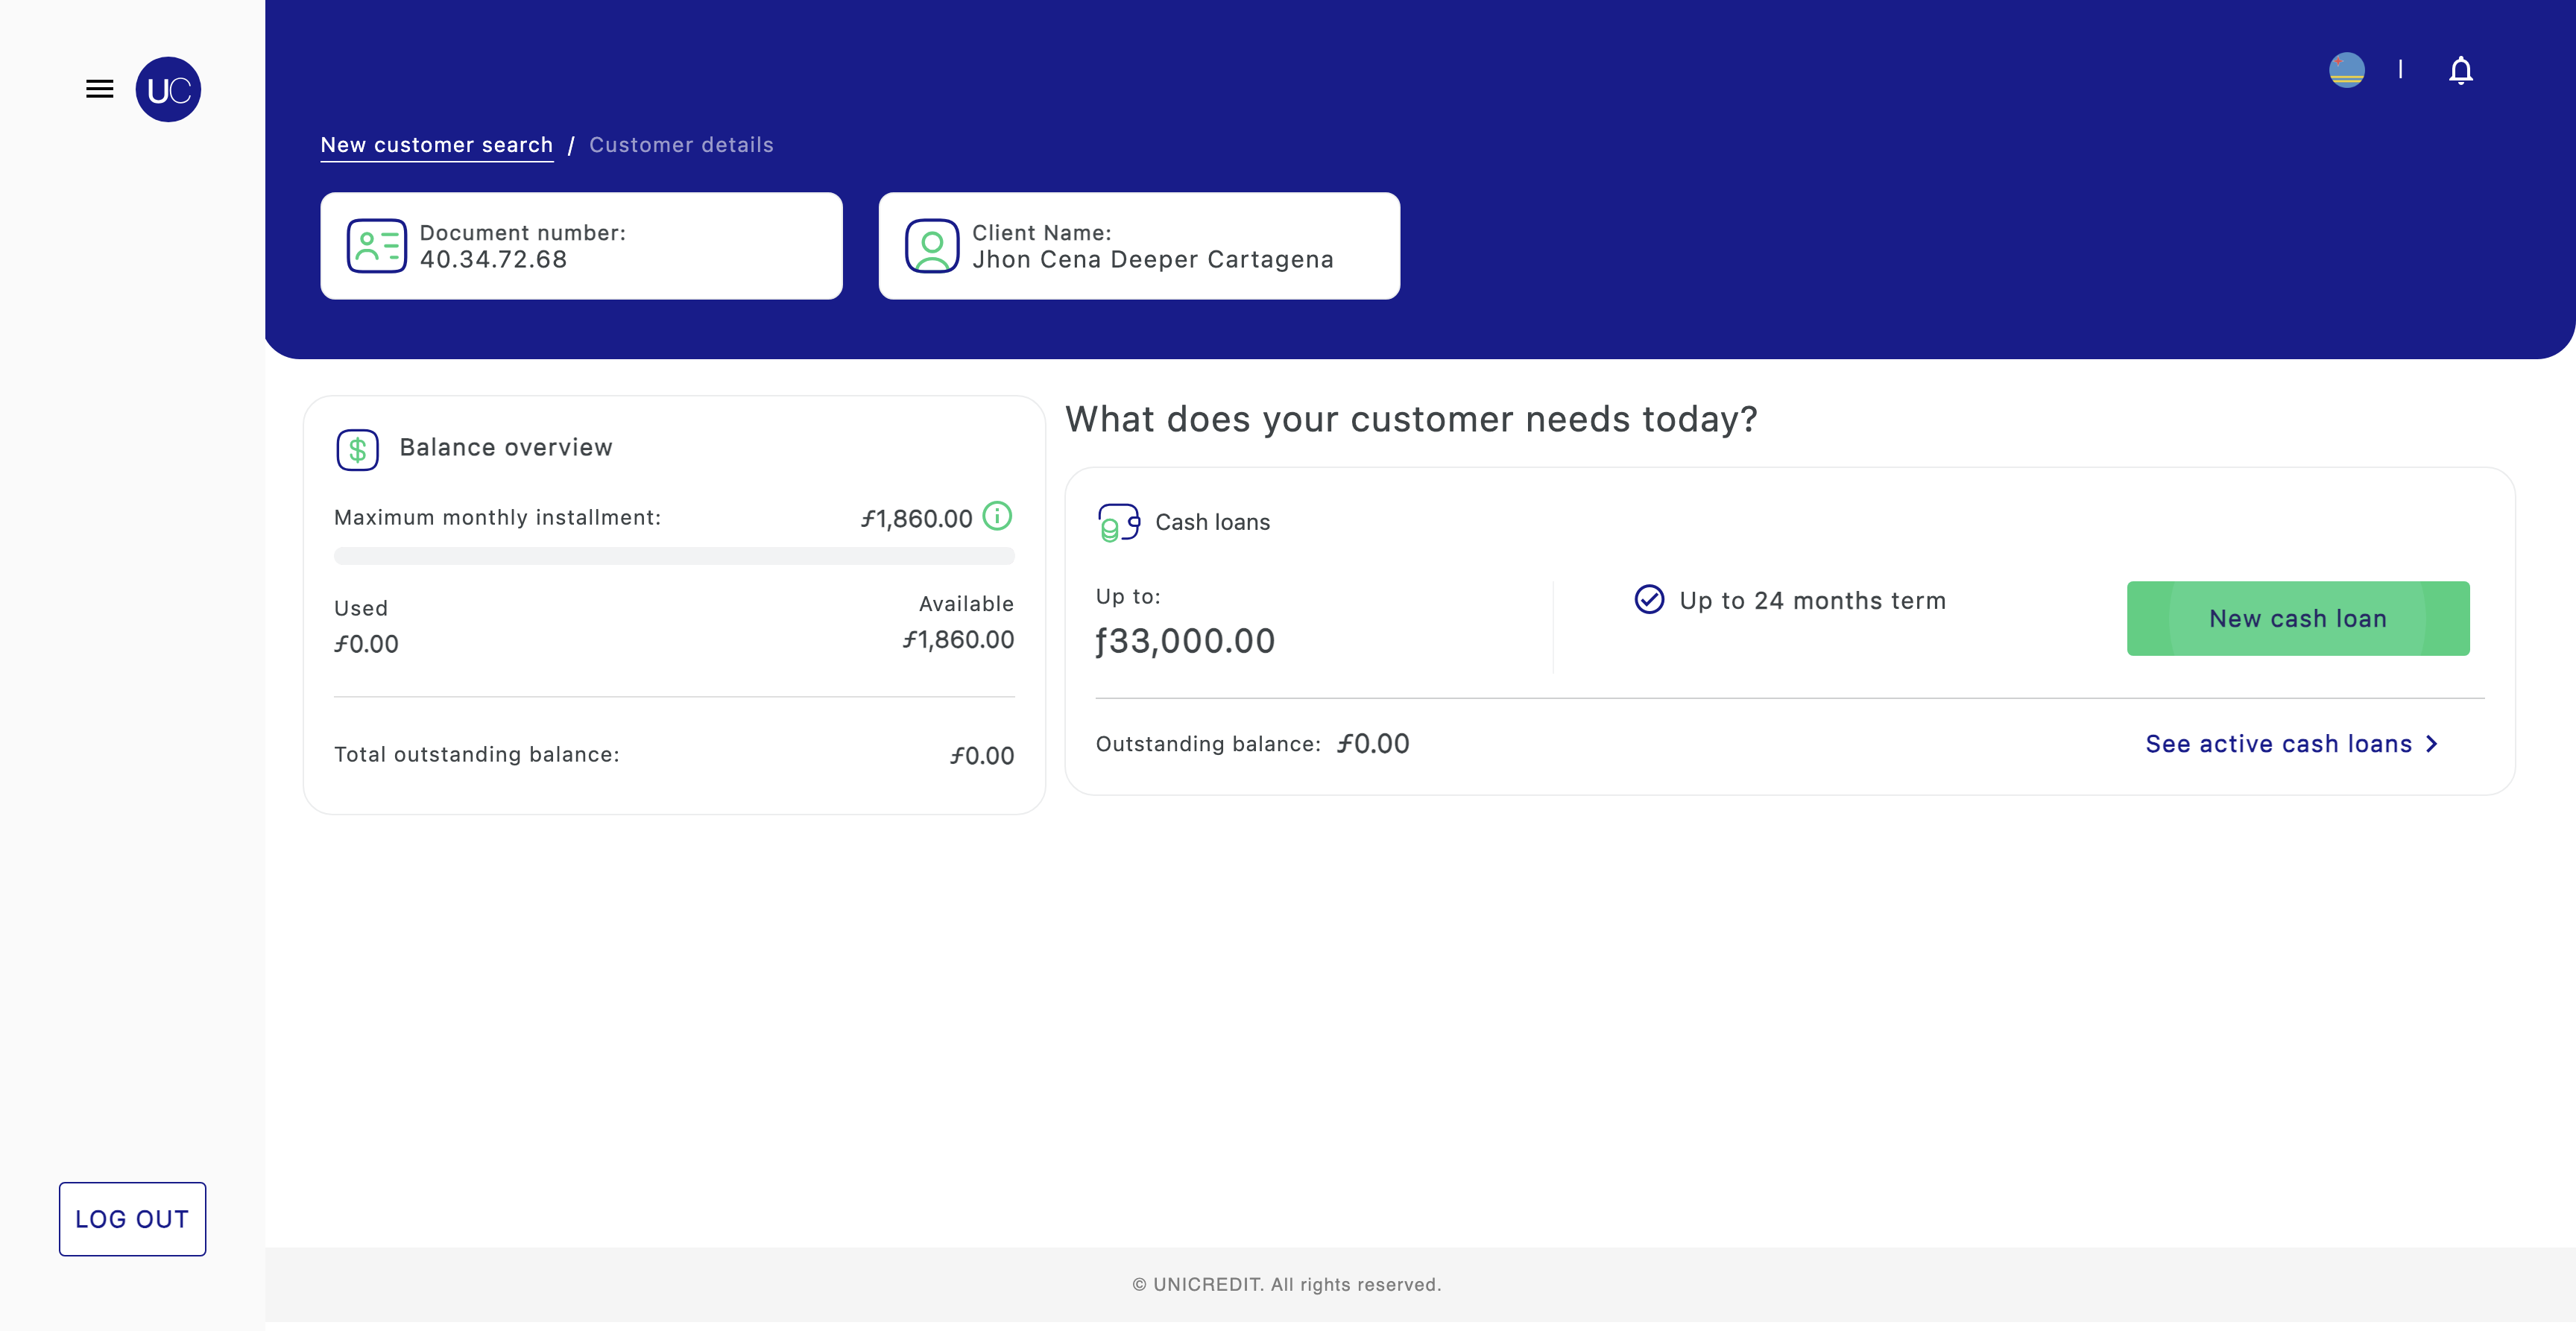 UC
New customer search / Customer details
Document number:
40.34.72.68
Client Name:
Jhon Cena Deeper Cartagena
Balance overview
Maximum monthly installment: ƒ1,860.00
Used
ƒ0.00
Available
ƒ1,860.00
Total outstanding balance: ƒ0.00
What does your customer needs today?
Cash loans
Up to:
ƒ33,000.00
Up to 24 months term
New cash loan
Outstanding balance: ƒ0.00
See active cash loans
LOG OUT
© UNICREDIT. All rights reserved.